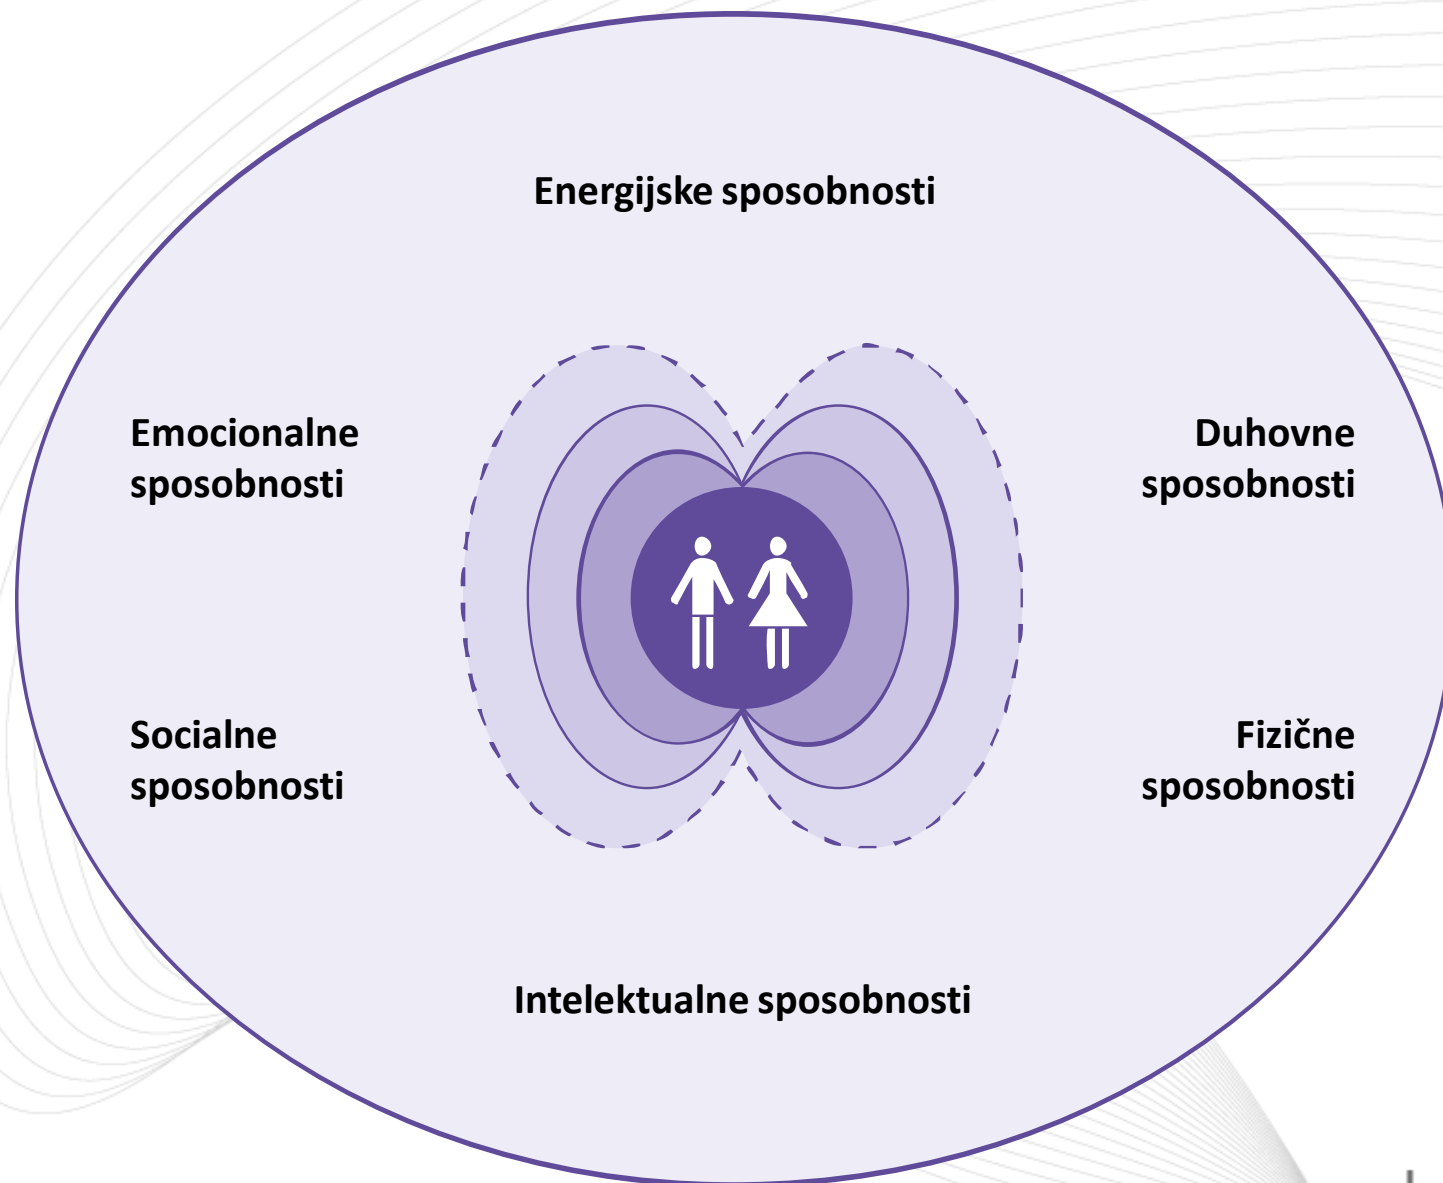 Energijske sposobnosti
Emocionalne
sposobnosti
Duhovne
sposobnosti
Socialne
sposobnosti
Fizične
sposobnosti
Intelektualne sposobnosti